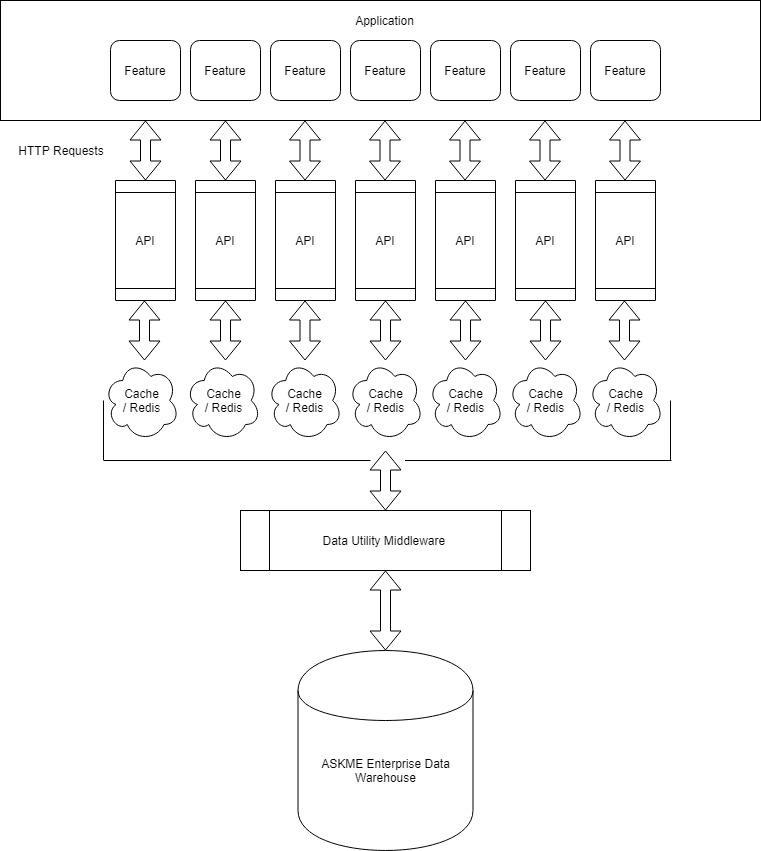 Application
Feature Feature Feature Feature Feature Feature Feature
HTTP Requests
API API API API API API API
Cache Cache Cache Cache Cache Cache Cache
/ Redis / Redis / Redis / Redis / Redis / Redis / Redis
Data Utility Middleware
ASKME Enterprise Data
Warehouse